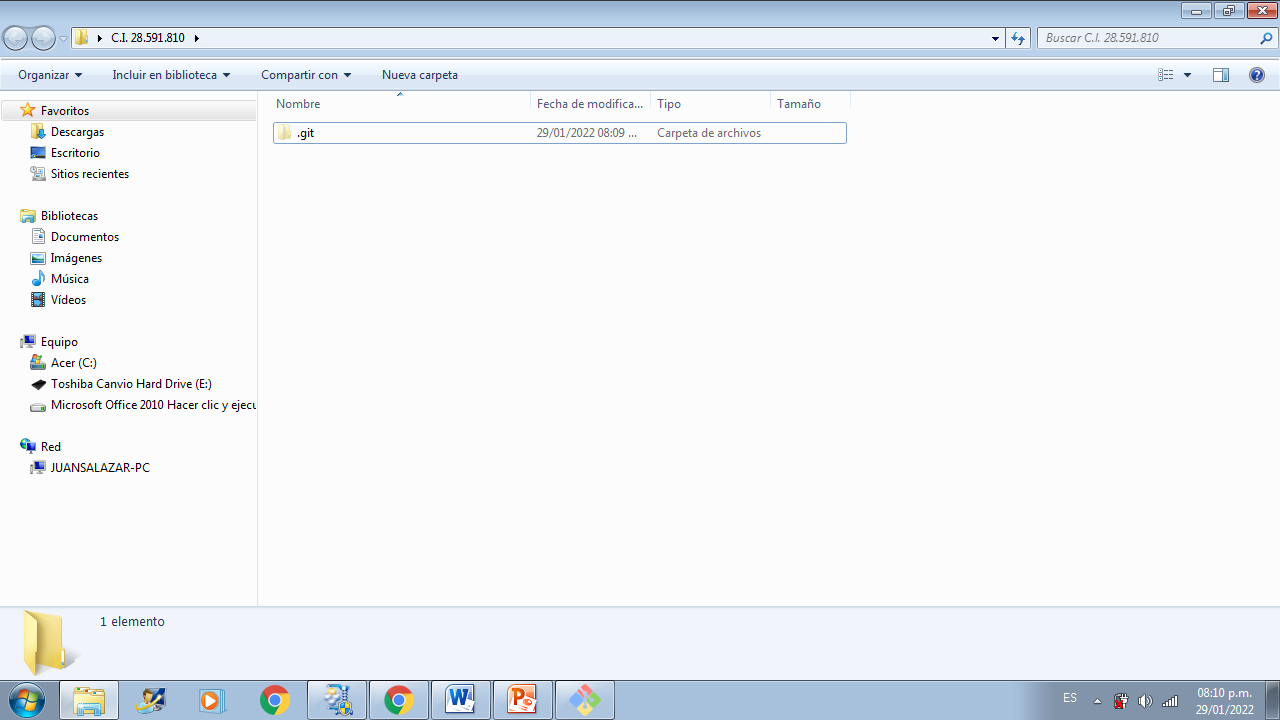 C.I. 28.591.810
Buscar C.I. 28.591.810
Organizar Incluir en biblioteca Compartir con Nueva carpeta
Nombre Fecha de modifica... Tipo Tamaño
.git 29/01/2022 08:09 ... Carpeta de archivos
Favoritos
Descargas
Escritorio
Sitios recientes
Bibliotecas
Documentos
Imágenes
Música
Vídeos
Equipo
Acer (C:)
Toshiba Canvio Hard Drive (E:)
Microsoft Office 2010 Hacer clic y ejecu
Red
JUANSALAZAR-PC
1 elemento
ES
08:10 p.m.
29/01/2022